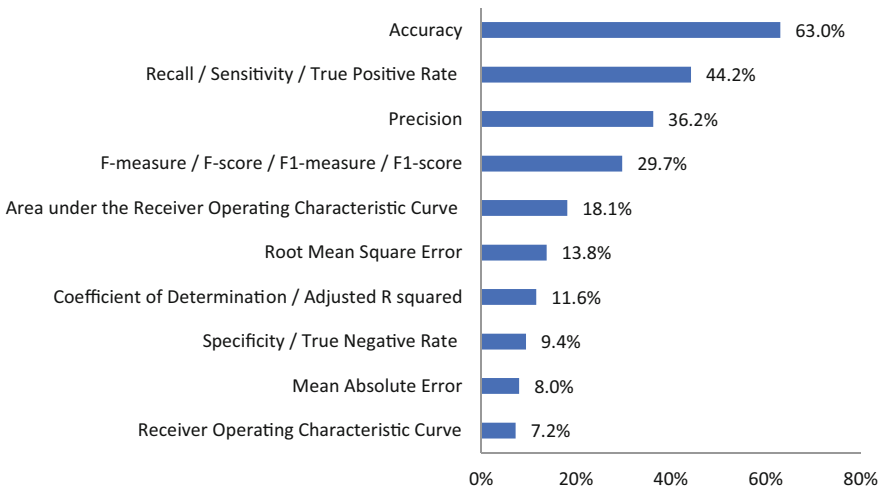 Accuracy 63.0%
Recall / Sensitivity / True Positive Rate 44.2%
Precision 36.2%
F-measure / F-score / F1-measure / F1-score 29.7%
Area under the Receiver Operating Characteristic Curve 18.1%
Root Mean Square Error 13.8%
Coefficient of Determination / Adjusted R squared 11.6%
Specificity / True Negative Rate 9.4%
Mean Absolute Error 8.0%
Receiver Operating Characteristic Curve 7.2%
0% 20% 40% 60% 80%